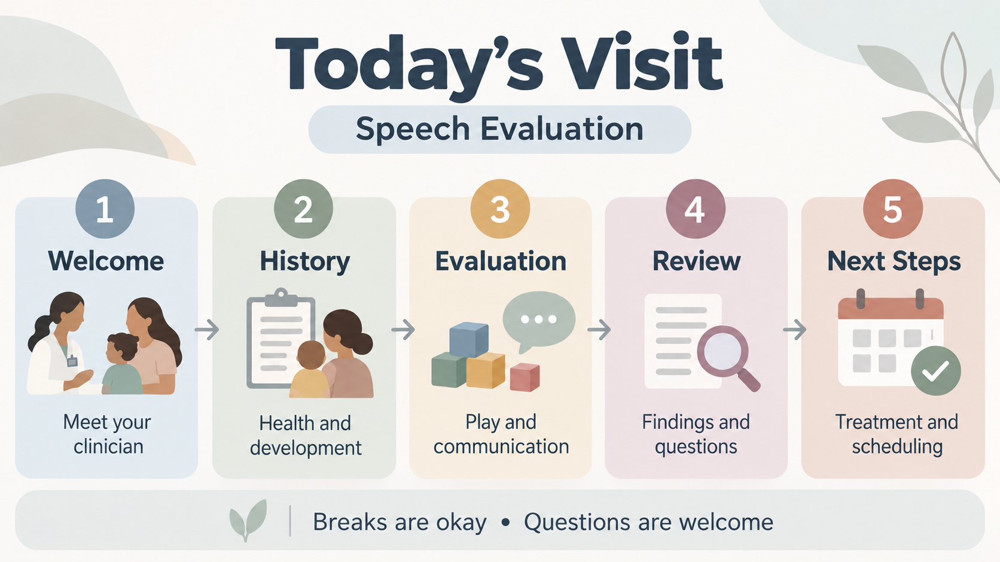 Today's Visit
Speech Evaluation
1
Welcome
Meet your
clinician
2
History
Health and
development
3
Evaluation
Play and
communication
4
Review
Findings and
questions
5
Next Steps
Treatment and
scheduling
Breaks are okay • Questions are welcome